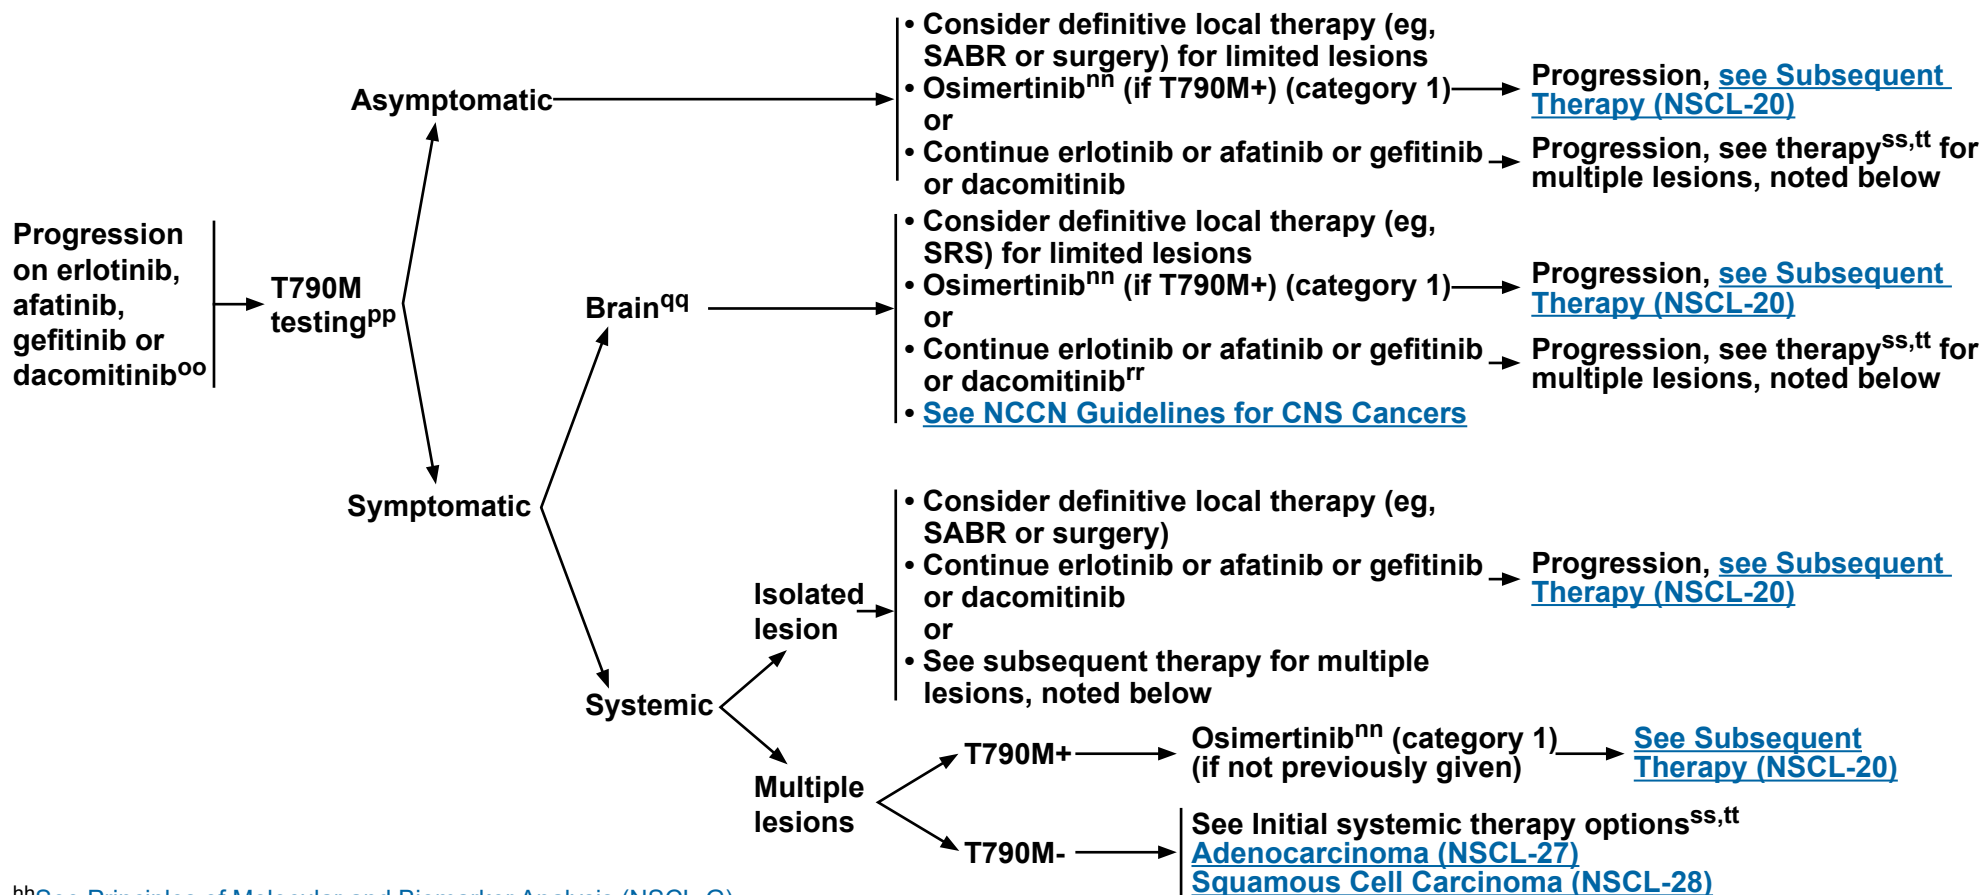 Progression
on erlotinib,
afatinib,
gefitinib or
dacomitiniboo
T790M
testingpp
Asymptomatic
• Consider definitive local therapy (eg,
SABR or surgery) for limited lesions
• Osimertinibnn (if T790M+) (category 1)
or
• Continue erlotinib or afatinib or gefitinib
or dacomitinib
Progression, see Subsequent
Therapy (NSCL-20)
Progression, see therapyss,tt for
multiple lesions, noted below
Symptomatic
Brainqq
• Consider definitive local therapy (eg,
SRS) for limited lesions
• Osimertinibnn (if T790M+) (category 1)
or
• Continue erlotinib or afatinib or gefitinib
or dacomitinibrr
• See NCCN Guidelines for CNS Cancers
Progression, see Subsequent
Therapy (NSCL-20)
Progression, see therapyss,tt for
multiple lesions, noted below
Systemic
Isolated
lesion
• Consider definitive local therapy (eg,
SABR or surgery)
• Continue erlotinib or afatinib or gefitinib
or dacomitinib
or
• See subsequent therapy for multiple
lesions, noted below
Progression, see Subsequent
Therapy (NSCL-20)
Multiple
lesions
T790M+
Osimertinibnn (category 1)
(if not previously given)
See Subsequent
Therapy (NSCL-20)
T790M-
See Initial systemic therapy optionsss,tt
Adenocarcinoma (NSCL-27)
Squamous Cell Carcinoma (NSCL-28)
hhSee Principles of Molecular and Biomarker Analysis (NSCL-G)